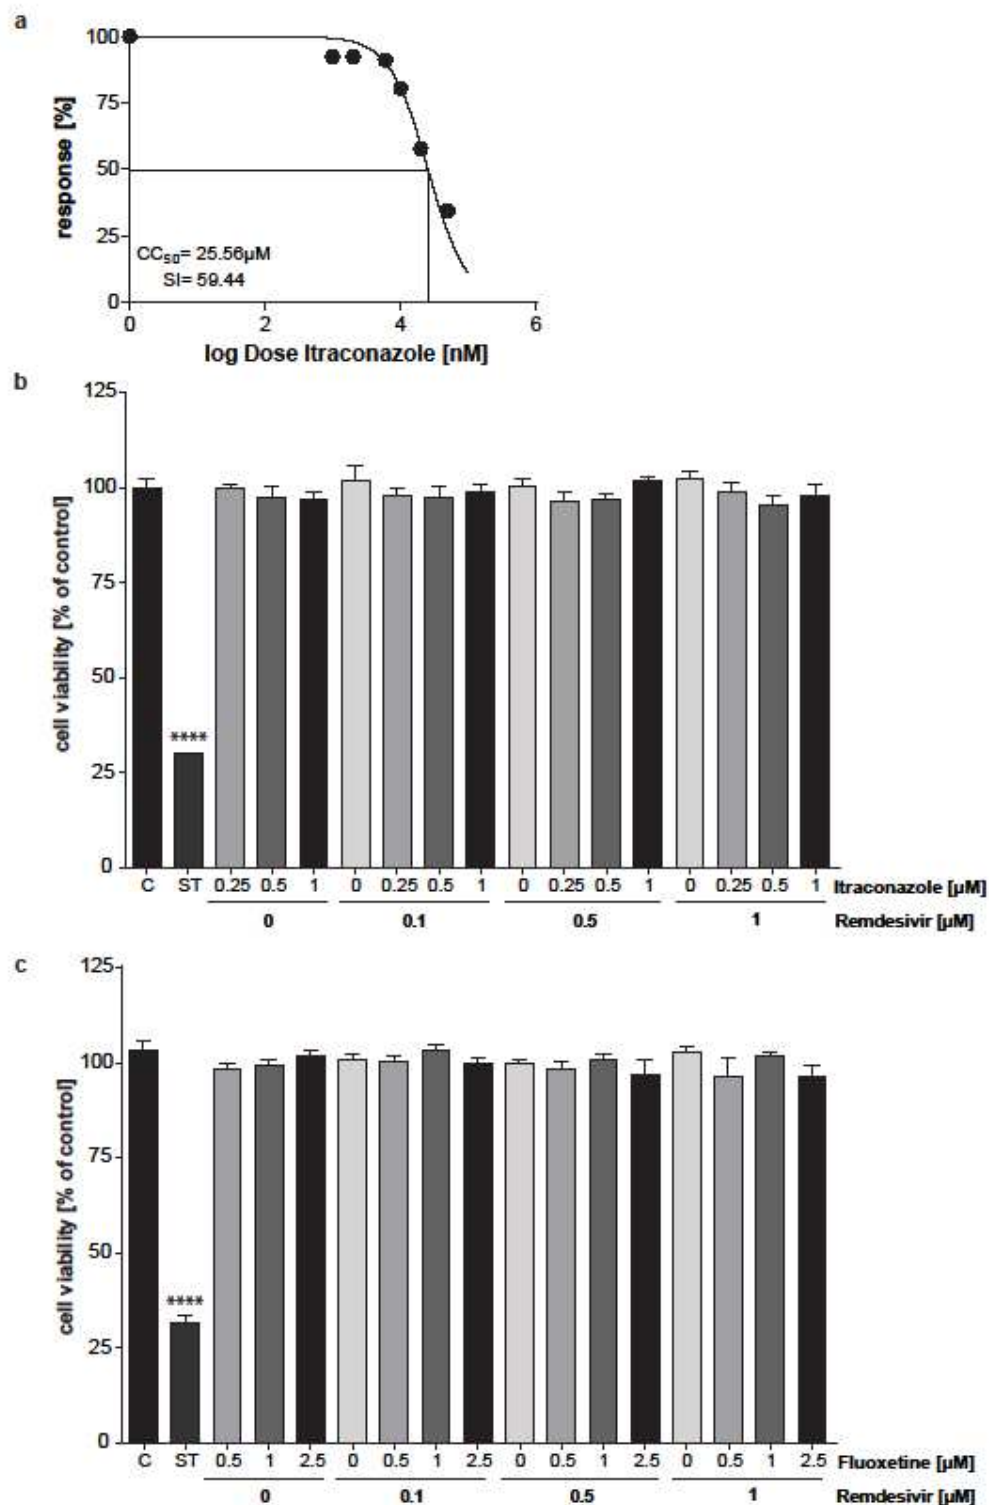 a
100
75
50
25
0
response [%]
CC50= 25.56µM
SI= 59.44
0 2 4 6
log Dose Itraconazole [nM]
b
125
100
75
50
25
0
cell viability [% of control]
****
C ST 0.25 0.5 1 0 0.25 0.5 1 0 0.25 0.5 1 0 0.25 0.5 1 Itraconazole [µM]
0 0.1 0.5 1 Remdesivir [µM]
c
125
100
75
50
25
0
cell viability [% of control]
****
C ST 0.5 1 2.5 0 0.5 1 2.5 0 0.5 1 2.5 0 0.5 1 2.5 Fluoxetine [µM]
0 0.1 0.5 1 Remdesivir [µM]